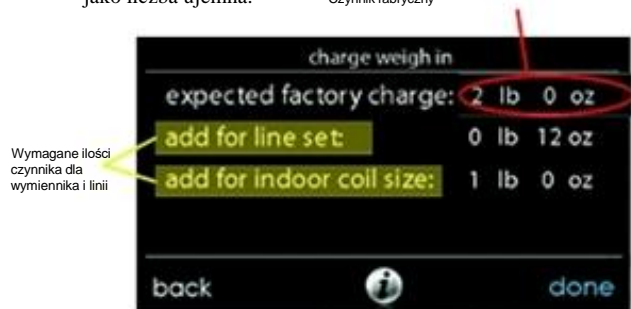 jako liczba ujemna.
Czynnik fabryczny
charge weigh in
expected factory charge: 2 lb 0 oz
add for line set: 0 lb 12 oz
add for indoor coil size: 1 lb 0 oz
Wymagane ilości
czynnika dla
wymiennika i linii
back
done